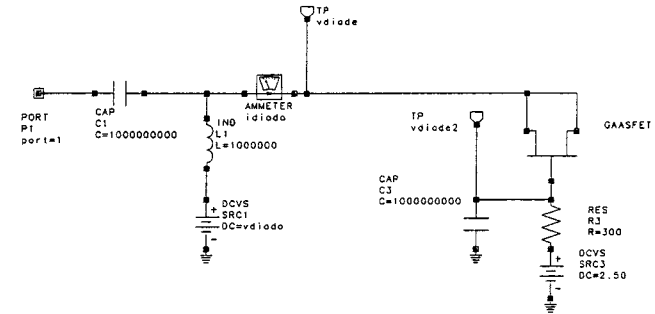 TP
vdiode
PORT
P1
port=1
CAP
C1
C=1000000000
AMMETER
idiodo
IND
L1
L=1000000
DCVS
SRC1
DC=vdiodo
+
-
TP
vdiode2
CAP
C3
C=1000000000
GAASFET
RES
R3
R=300
DCVS
SRC3
DC=2.50
+
-